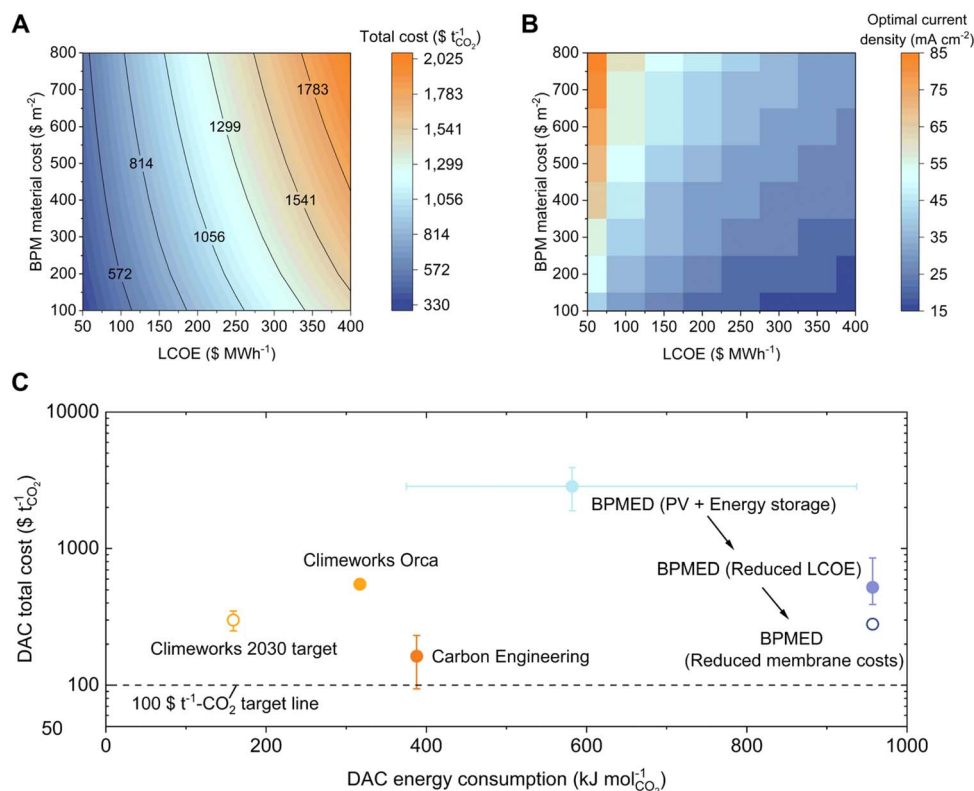 A
Total cost ($ t⁻¹CO₂)
BPM material cost ($ m⁻²)
800
700
600
500
400
300
200
100
50 100 150 200 250 300 350 400
LCOE ($ MWh⁻¹)
572
814
1056
1299
1541
1783
2,025
1,783
1,541
1,299
1,056
814
572
330
B
Optimal current
density (mA cm⁻²)
BPM material cost ($ m⁻²)
800
700
600
500
400
300
200
100
50 100 150 200 250 300 350 400
LCOE ($ MWh⁻¹)
85
75
65
55
45
35
25
15
C
DAC total cost ($ t⁻¹CO₂)
10000
1000
100
50
BPMED (PV + Energy storage)
Climeworks Orca
BPMED (Reduced LCOE)
Climeworks 2030 target
Carbon Engineering
BPMED
(Reduced membrane costs)
100 $ t⁻¹-CO₂ target line
0 200 400 600 800 1000
DAC energy consumption (kJ mol⁻¹CO₂)